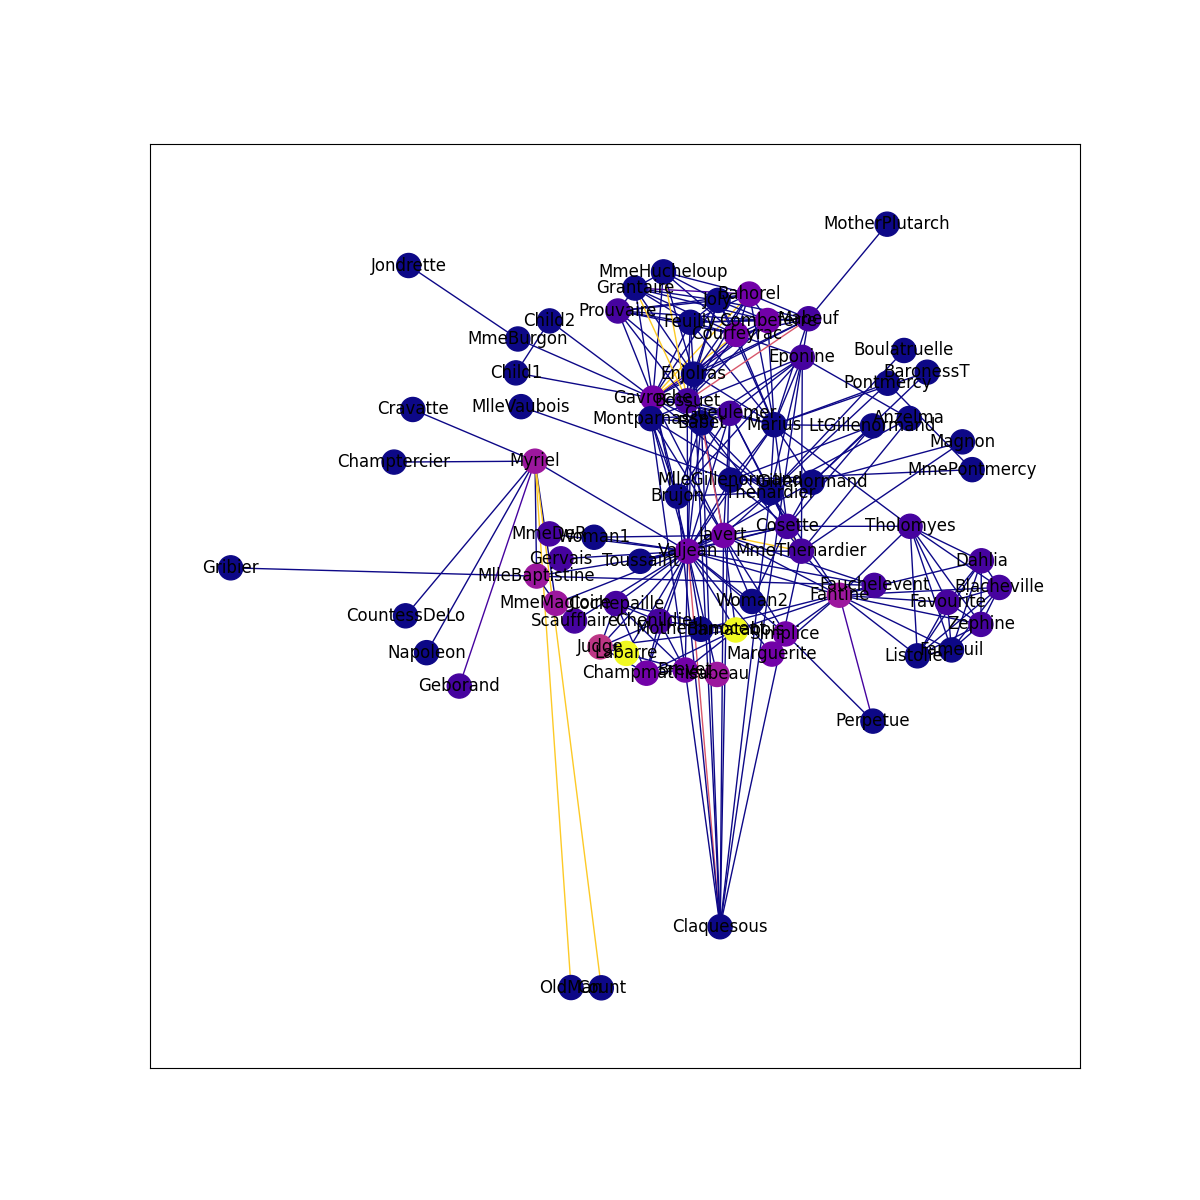 MotherPlutarch
Jondrette
MmeHucheloup
Grantaire
Bahorel
Joly
Prouvaire
Child2
Feuilly
Combeferre
Mabeuf
Courfeyrac
MmeBurgon
Boulatruelle
Eponine
BaronessT
Child1
Enjolras
Pontmercy
Gavroche
Bossuet
Cravatte
MlleVaubois
Gueulemer
Montparnasse
Babet
Marius
LtGillenormand
Anzelma
Magnon
Champtercier
Myriel
MmePontmercy
MlleGillenormand
Gillenormand
Thenardier
Brujon
MmeDeR
Woman1
Javert
Cosette
Tholomyes
Valjean
MmeThenardier
Gervais
Toussaint
Dahlia
Gribier
MlleBaptistine
Fauchelevent
Blacheville
Fantine
MmeMagloire
Cochepaille
Woman2
Favourite
CountessDeLo
Scaufflaire
Chenildieu
Zephine
MotherInnocent
Bamatabois
Simplice
Judge
Labarre
Napoleon
Marguerite
Listolier
Fameuil
Champmathieu
Brevet
Isabeau
Geborand
Perpetue
Claquesous
OldMan
Count